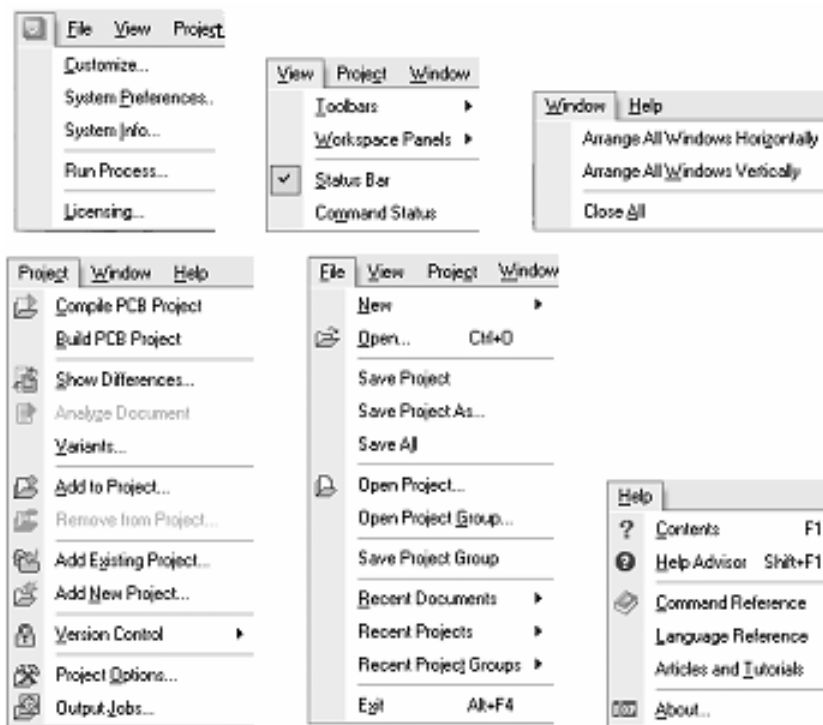 File View Project
Customize...
System Preferences..
System Info...
Run Process...
Licensing...
View Project Window
Toolbars
Workspace Panels
Status Bar
Command Status
Window Help
Arrange All Windows Horizontally
Arrange All Windows Vertically
Close All
Project Window Help
Compile PCB Project
Build PCB Project
Show Differences...
Analyze Document
Variants...
Add to Project...
Remove from Project...
Add Existing Project...
Add New Project...
Version Control
Project Options...
Output Jobs...
File View Project Window
New
Open... Ctrl+O
Save Project
Save Project As...
Save All
Open Project...
Open Project Group...
Save Project Group
Recent Documents
Recent Projects
Recent Project Groups
Exit Alt+F4
Help
Contents F1
Help Advisor Shift+F1
Command Reference
Language Reference
Articles and Tutorials
About...